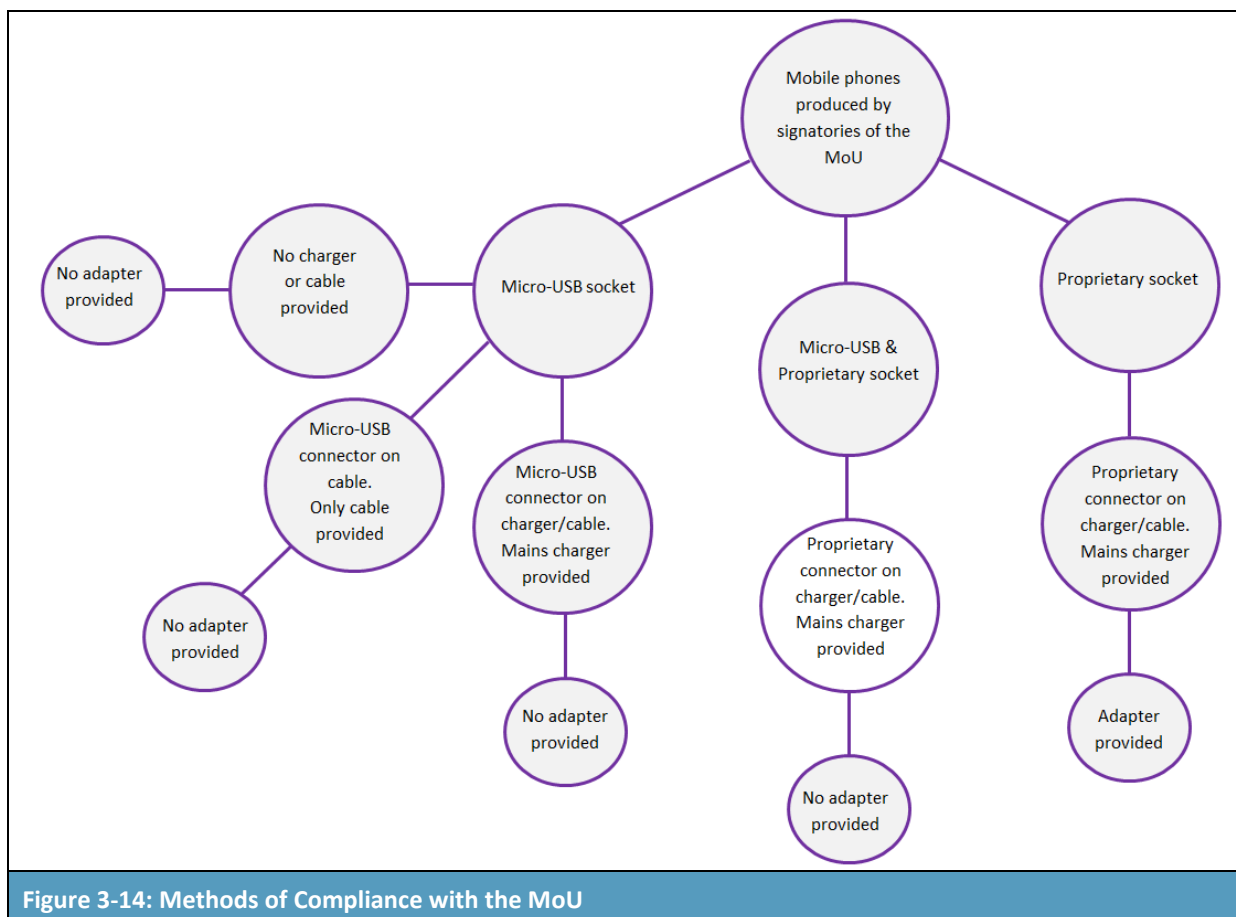 Mobile phones
produced by
signatories of the
MoU
Micro-USB socket
No charger
or cable
provided
No adapter
provided
Micro-USB
connector on
cable.
Only cable
provided
No adapter
provided
Micro-USB
connector on
charger/cable.
Mains charger
provided
No adapter
provided
Micro-USB &
Proprietary socket
Proprietary
connector on
charger/cable.
Mains charger
provided
No adapter
provided
Proprietary socket
Proprietary
connector on
charger/cable.
Mains charger
provided
Adapter
provided
Figure 3-14: Methods of Compliance with the MoU